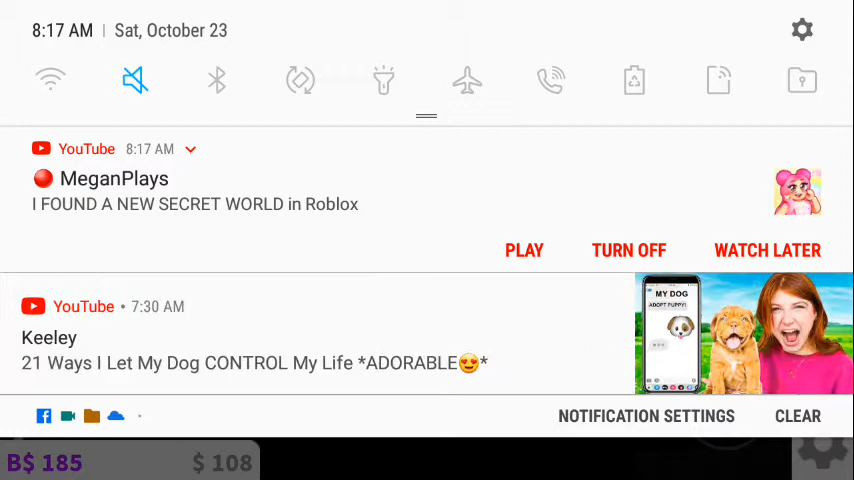 8:17 AM | Sat, October 23
YouTube 8:17 AM
MeganPlays
I FOUND A NEW SECRET WORLD in Roblox
PLAY TURN OFF WATCH LATER
YouTube • 7:30 AM
Keeley
21 Ways I Let My Dog CONTROL My Life *ADORABLE😍*
MY DOG
ADOPT PUPPY!
NOTIFICATION SETTINGS CLEAR
B$ 185 $ 108